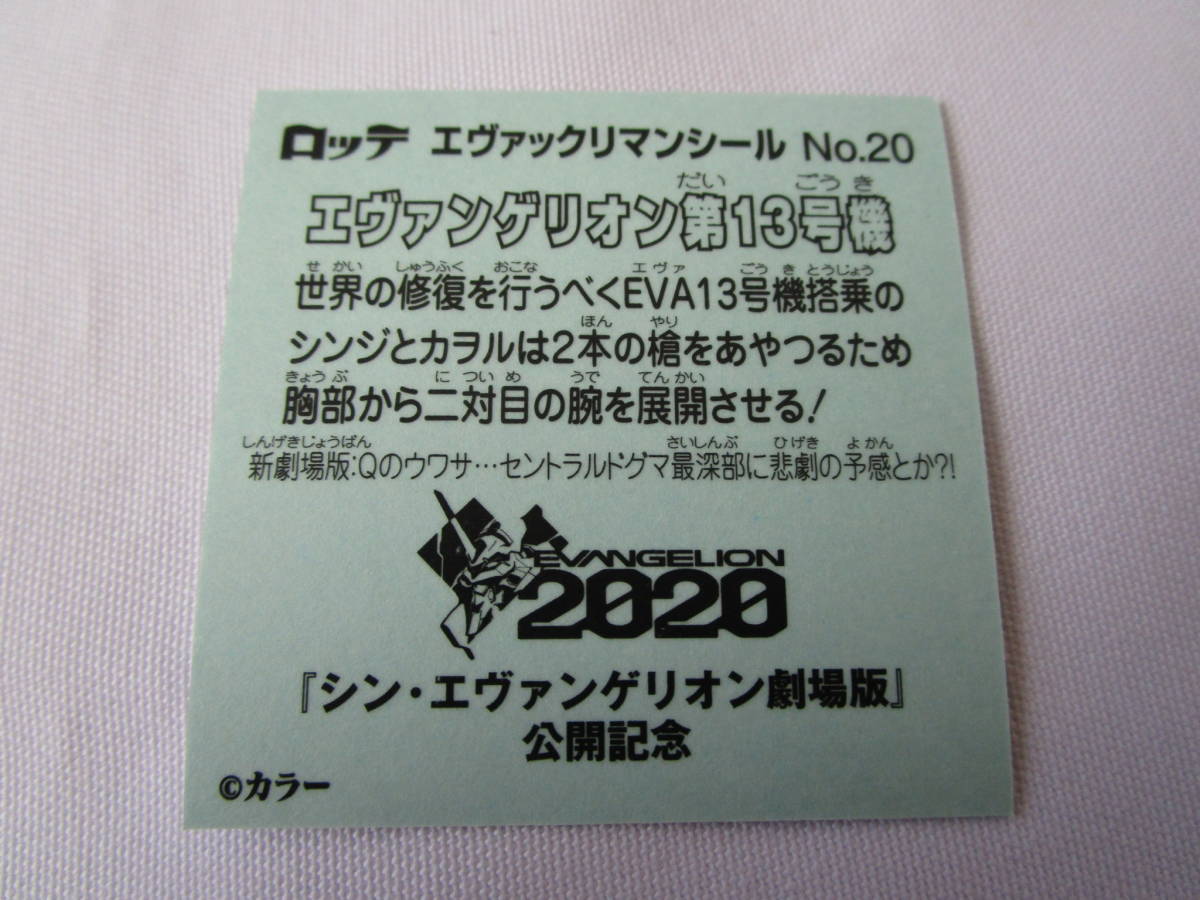 ロッテ エヴァックリマンシール No.20
だい ごうき
エヴァンゲリオン第13号機
せかい しゅうふく おこな エヴァ ごうきとうじょう
世界の修復を行うべくEVA13号機搭乗の
ほん やり
シンジとカヲルは2本の槍をあやつるため
きょうぶ についめ うで てんかい
胸部から二対目の腕を展開させる!
しんげきじょうばん さいしんぶ ひげき よかん
新劇場版:Qのウワサ…セントラルドグマ最深部に悲劇の予感とか?!
EVANGELION
2020
『シン・エヴァンゲリオン劇場版』
公開記念
©カラー